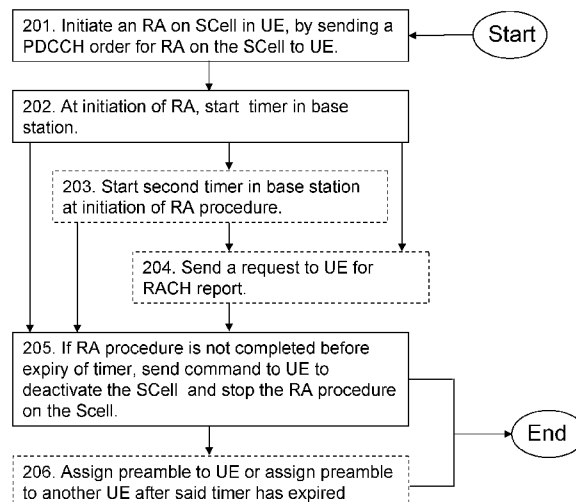 201. Initiate an RA on SCell in UE, by sending a
PDCCH order for RA on the SCell to UE.
Start
202. At initiation of RA, start timer in base
station.
203. Start second timer in base station
at initiation of RA procedure.
204. Send a request to UE for
RACH report.
205. If RA procedure is not completed before
expiry of timer, send command to UE to
deactivate the SCell and stop the RA procedure
on the Scell.
End
206. Assign preamble to UE or assign preamble
to another UE after said timer has expired